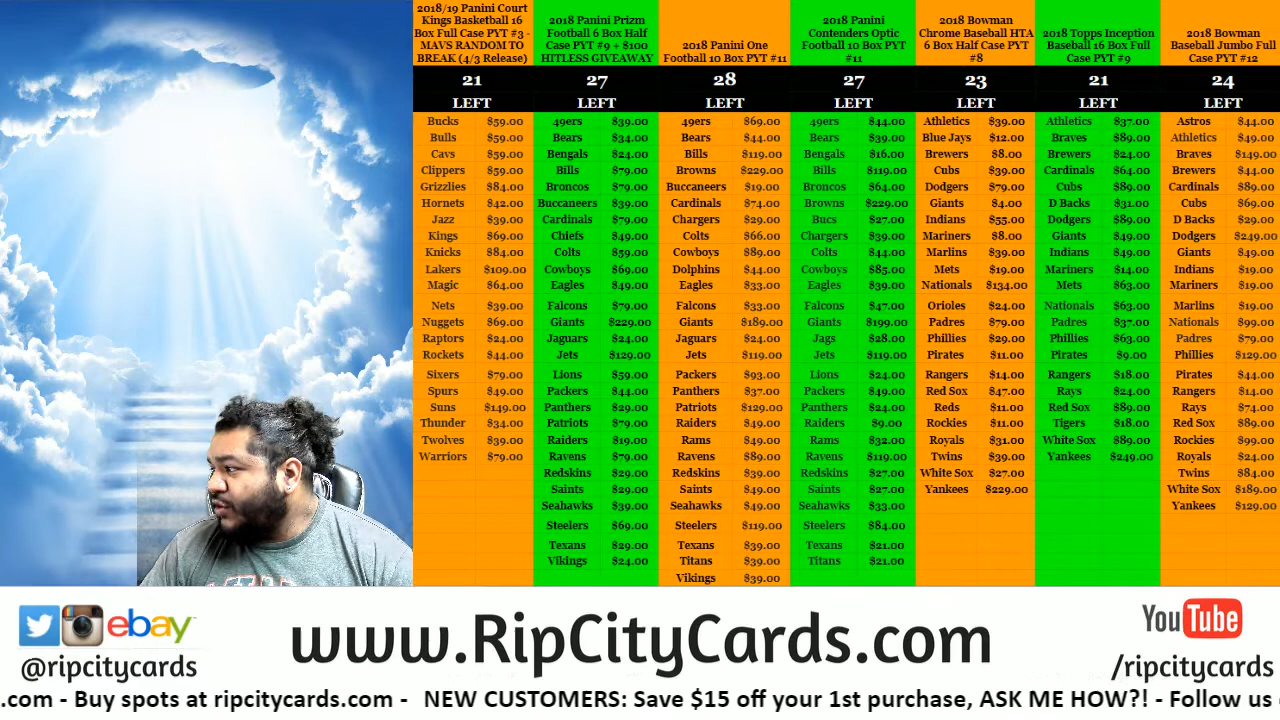 2018/19 Panini Court
Kings Basketball 16
Box Full Case PYT #3 -
MAVS RANDOM TO
BREAK (4/3 Release)
21
LEFT
Bucks $59.00
Bulls $59.00
Cavs $59.00
Clippers $59.00
Grizzlies $84.00
Hornets $42.00
Jazz $39.00
Kings $69.00
Knicks $84.00
Lakers $109.00
Magic $64.00
Nets $39.00
Nuggets $69.00
Raptors $24.00
Rockets $44.00
Sixers $79.00
Spurs $49.00
Suns $149.00
Thunder $34.00
Twolves $39.00
Warriors $79.00
2018 Panini Prizm
Football 6 Box Half
Case PYT #9 + $100
HITLESS GIVEAWAY
27
LEFT
49ers $39.00
Bears $34.00
Bengals $24.00
Bills $79.00
Broncos $79.00
Buccaneers $39.00
Cardinals $79.00
Chiefs $49.00
Colts $59.00
Cowboys $69.00
Eagles $49.00
Falcons $79.00
Giants $229.00
Jaguars $24.00
Jets $129.00
Lions $59.00
Packers $44.00
Panthers $29.00
Patriots $79.00
Raiders $19.00
Ravens $79.00
Redskins $29.00
Saints $29.00
Seahawks $39.00
Steelers $69.00
Texans $29.00
Vikings $24.00
2018 Panini One
Football 10 Box PYT #11
28
LEFT
49ers $69.00
Bears $44.00
Bills $119.00
Browns $229.00
Buccaneers $19.00
Cardinals $74.00
Chargers $29.00
Colts $66.00
Cowboys $89.00
Dolphins $44.00
Eagles $33.00
Falcons $33.00
Giants $189.00
Jaguars $24.00
Jets $119.00
Packers $93.00
Panthers $37.00
Patriots $129.00
Raiders $49.00
Rams $49.00
Ravens $89.00
Redskins $39.00
Saints $49.00
Seahawks $49.00
Steelers $119.00
Texans $39.00
Titans $39.00
Vikings $39.00
2018 Panini
Contenders Optic
Football 10 Box PYT
#11
27
LEFT
49ers $44.00
Bears $39.00
Bengals $16.00
Bills $119.00
Broncos $64.00
Browns $229.00
Bucs $27.00
Chargers $39.00
Colts $44.00
Cowboys $85.00
Eagles $39.00
Falcons $47.00
Giants $199.00
Jags $28.00
Jets $119.00
Lions $24.00
Packers $49.00
Panthers $24.00
Raiders $9.00
Rams $32.00
Ravens $119.00
Redskins $27.00
Saints $27.00
Seahawks $33.00
Steelers $84.00
Texans $21.00
Titans $21.00
2018 Bowman
Chrome Baseball HTA
6 Box Half Case PYT
#8
23
LEFT
Athletics $39.00
Blue Jays $12.00
Brewers $8.00
Cubs $39.00
Dodgers $79.00
Giants $4.00
Indians $55.00
Mariners $8.00
Marlins $39.00
Mets $19.00
Nationals $134.00
Orioles $24.00
Padres $79.00
Phillies $29.00
Pirates $11.00
Rangers $14.00
Red Sox $47.00
Reds $11.00
Rockies $11.00
Royals $31.00
Twins $39.00
White Sox $27.00
Yankees $229.00
2018 Topps Inception
Baseball 16 Box Full
Case PYT #9
21
LEFT
Athletics $37.00
Braves $89.00
Brewers $24.00
Cardinals $64.00
Cubs $89.00
D Backs $31.00
Dodgers $89.00
Giants $49.00
Indians $49.00
Mariners $14.00
Mets $63.00
Nationals $63.00
Padres $37.00
Phillies $63.00
Pirates $9.00
Rangers $18.00
Rays $24.00
Red Sox $89.00
Tigers $18.00
White Sox $89.00
Yankees $249.00
2018 Bowman
Baseball Jumbo Full
Case PYT #12
24
LEFT
Astros $44.00
Athletics $49.00
Braves $149.00
Brewers $44.00
Cardinals $89.00
Cubs $69.00
D Backs $29.00
Dodgers $249.00
Giants $49.00
Indians $19.00
Mariners $19.00
Marlins $19.00
Nationals $99.00
Padres $79.00
Phillies $129.00
Pirates $44.00
Rangers $14.00
Rays $74.00
Red Sox $89.00
Rockies $99.00
Royals $24.00
Twins $84.00
White Sox $189.00
Yankees $129.00
ebay
@ripcitycards
www.RipCityCards.com
YouTube
/ripcitycards
.com - Buy spots at ripcitycards.com - NEW CUSTOMERS: Save $15 off your 1st purchase, ASK ME HOW?! - Follow us